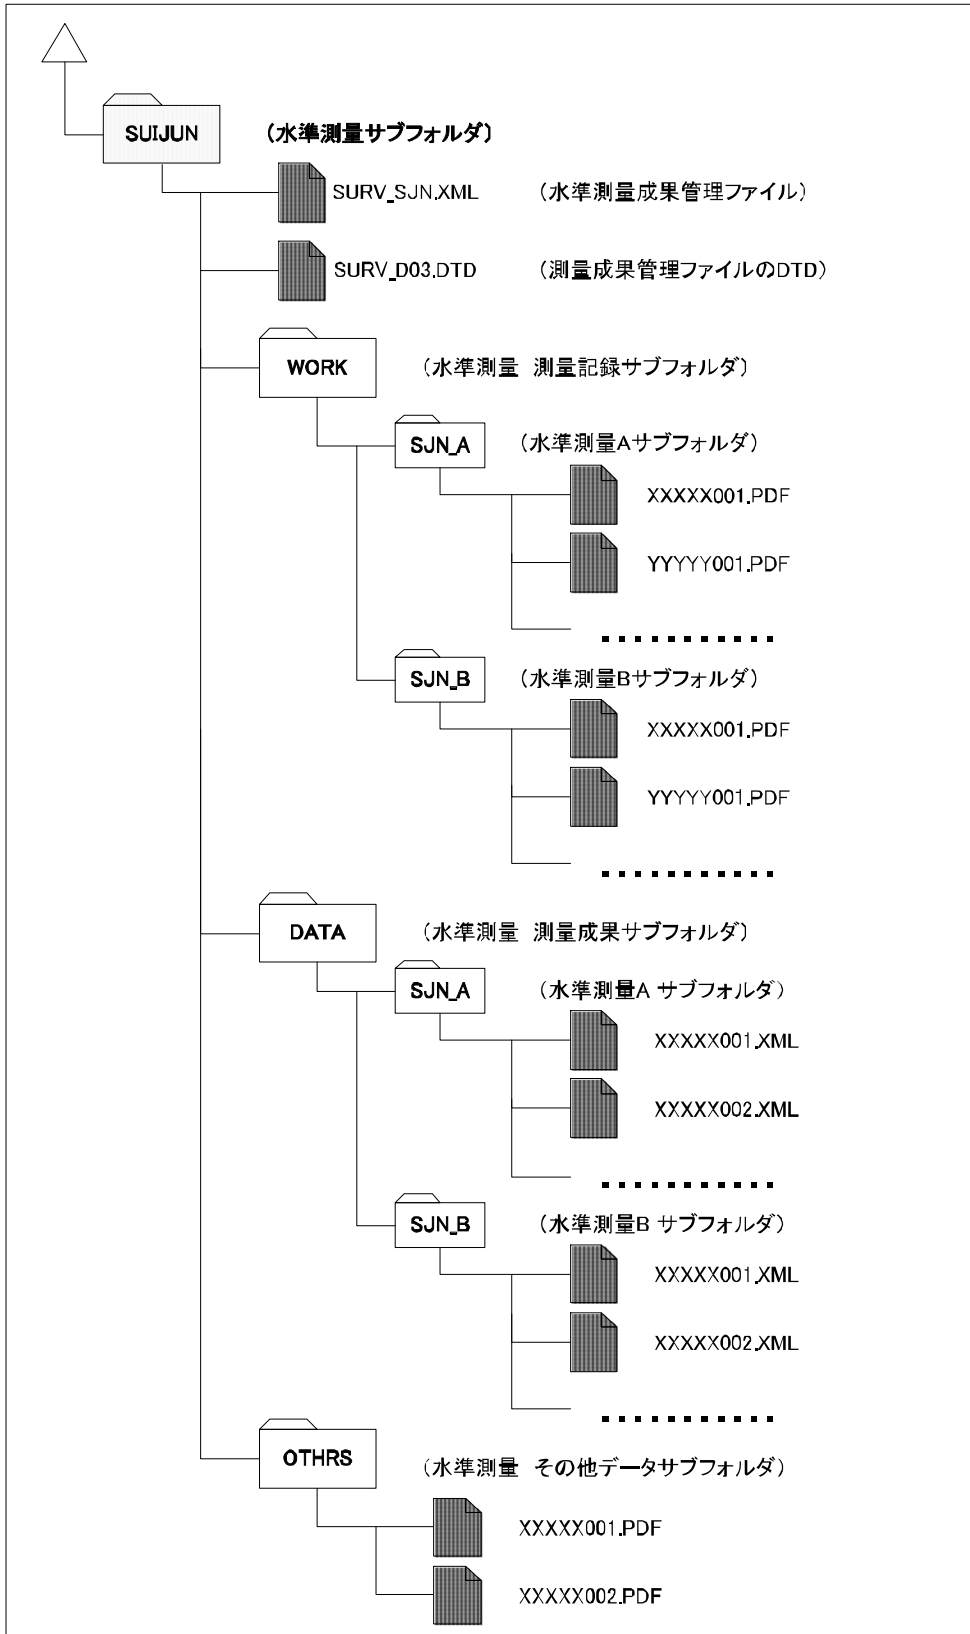 SUIJUN (水準測量サブフォルダ)
SURV_SJN.XML (水準測量成果管理ファイル)
SURV_D03.DTD (測量成果管理ファイルのDTD)
WORK (水準測量 測量記録サブフォルダ)
SJN_A (水準測量Aサブフォルダ)
XXXXX001.PDF
YYYYY001.PDF
...........
SJN_B (水準測量Bサブフォルダ)
XXXXX001.PDF
YYYYY001.PDF
...........
DATA (水準測量 測量成果サブフォルダ)
SJN_A (水準測量A サブフォルダ)
XXXXX001.XML
XXXXX002.XML
...........
SJN_B (水準測量B サブフォルダ)
XXXXX001.XML
XXXXX002.XML
...........
OTHRS (水準測量 その他データサブフォルダ)
XXXXX001.PDF
XXXXX002.PDF